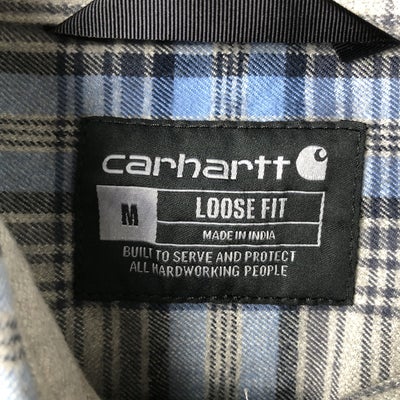 carhartt
M
LOOSE FIT
MADE IN INDIA
BUILT TO SERVE AND PROTECT
ALL HARDWORKING PEOPLE